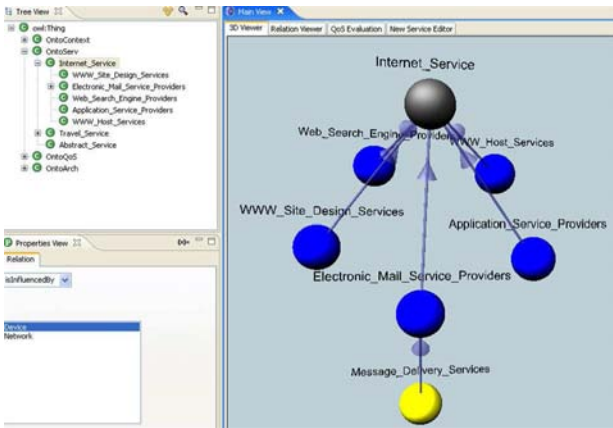 Tree View
owl:Thing
OntoContext
OntoServ
Internet_Service
WWW_Site_Design_Services
Electronic_Mail_Service_Providers
Web_Search_Engine_Providers
Application_Service_Providers
WWW_Host_Services
Travel_Service
Abstract_Service
OntoQoS
OntoArch
Properties View
Relation
isInfluencedBy
Device
Network
Main View
3D Viewer Relation Viewer QoS Evaluation New Service Editor
Internet_Service
Web_Search_Engine_Providers
WWW_Host_Services
WWW_Site_Design_Services
Application_Service_Providers
Electronic_Mail_Service_Providers
Message_Delivery_Services